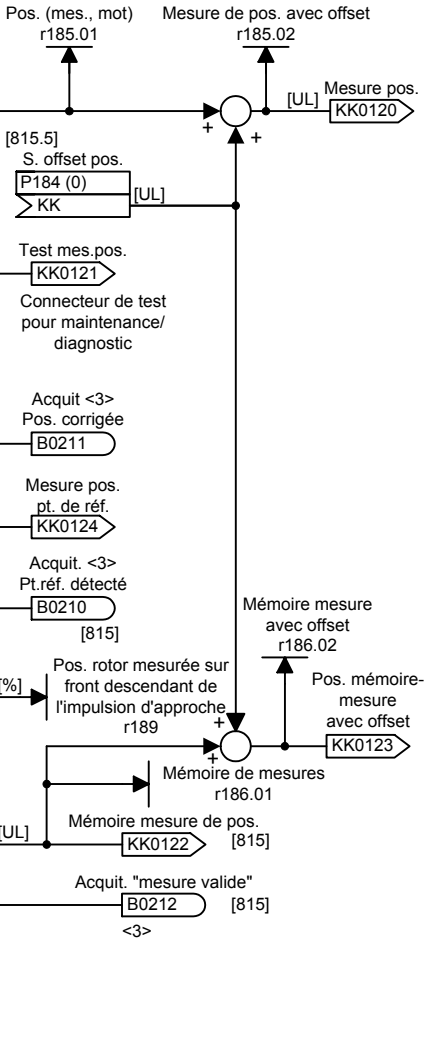 Pos. (mes., mot)
r185.01
Mesure de pos. avec offset
r185.02
[UL]
Mesure pos.
KK0120
+
+
[815.5]
S. offset pos.
P184 (0)
KK
[UL]
Test mes.pos.
KK0121
Connecteur de test
pour maintenance/
diagnostic
Acquit <3>
Pos. corrigée
B0211
Mesure pos.
pt. de réf.
KK0124
Acquit. <3>
Pt.réf. détecté
B0210
[815]
Mémoire mesure
avec offset
r186.02
[%]
Pos. rotor mesurée sur
front descendant de
l'impulsion d'approche
r189
+
+
Pos. mémoire-
mesure
avec offset
KK0123
Mémoire de mesures
r186.01
[UL]
Mémoire mesure de pos.
KK0122
[815]
Acquit. "mesure valide"
B0212
[815]
<3>